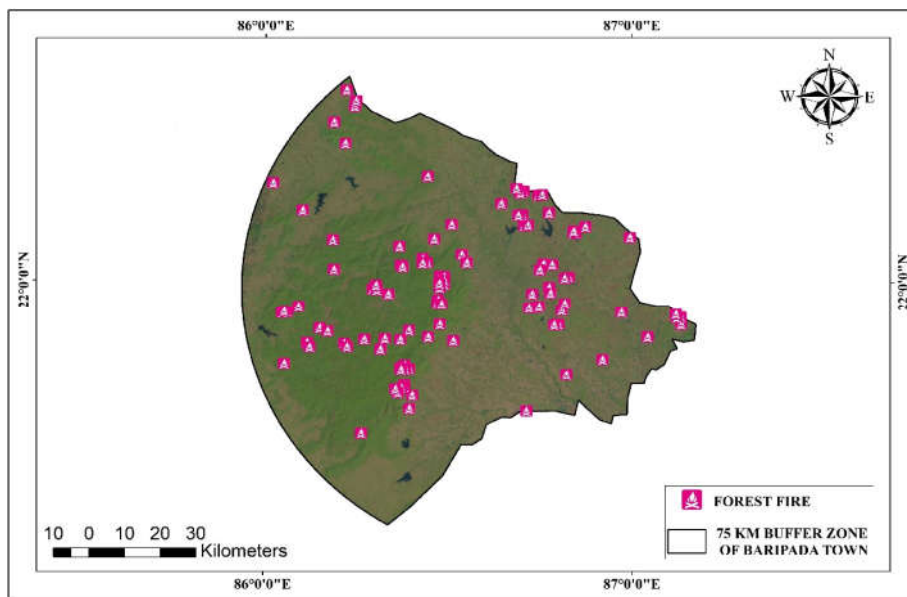 86°0'0"E 87°0'0"E
N
W E
S
22°0'0"N 22°0'0"N
FOREST FIRE
75 KM BUFFER ZONE
OF BARIPADA TOWN
10 0 10 20 30
Kilometers
86°0'0"E 87°0'0"E